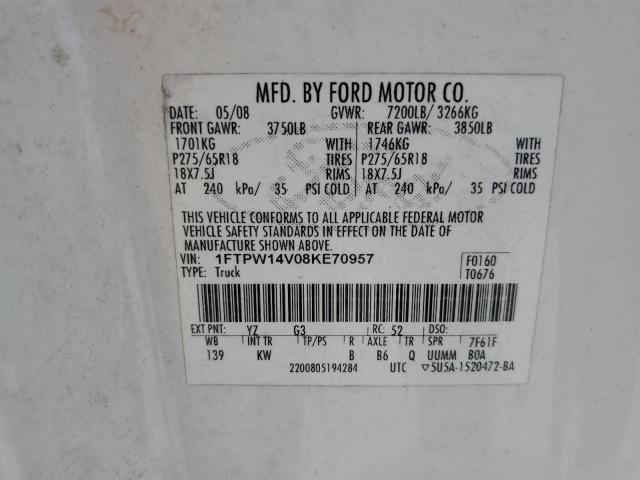 MFD. BY FORD MOTOR CO.
DATE: 05/08 GVWR: 7200LB/ 3266KG
FRONT GAWR: 3750LB REAR GAWR: 3850LB
1701KG WITH 1746KG WITH
P275/65R18 TIRES P275/65R18 TIRES
18X7.5J RIMS 18X7.5J RIMS
AT 240 kPa/ 35 PSI COLD AT 240 kPa/ 35 PSI COLD
THIS VEHICLE CONFORMS TO ALL APPLICABLE FEDERAL MOTOR
VEHICLE SAFETY STANDARDS IN EFFECT ON THE DATE OF
MANUFACTURE SHOWN ABOVE.
VIN: 1FTPW14V08KE70957 F0160
TYPE: Truck T0676
EXT PNT: YZ G3 RC: 52 DSO:
WB INT TR TP/PS R AXLE TR SPR 7F61F
139 KW B B6 Q UUMM B0A
2200805194284 UTC ▽5U5A-1520472-BA